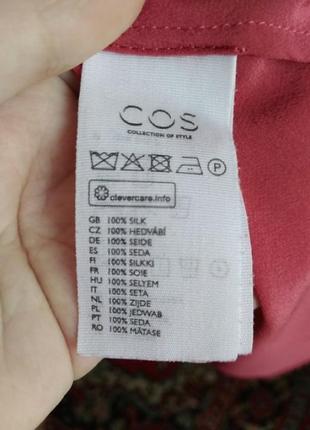 COS
COLLECTION OF STYLE
P
clevercare.info
GB 100% SILK
CZ 100% HEDVÁBÍ
DE 100% SEIDE
ES 100% SEDA
FI 100% SILKKI
FR 100% SOIE
HU 100% SELYEM
IT 100% SETA
NL 100% ZIJDE
PL 100% JEDWAB
PT 100% SEDA
RO 100% MĂTASE